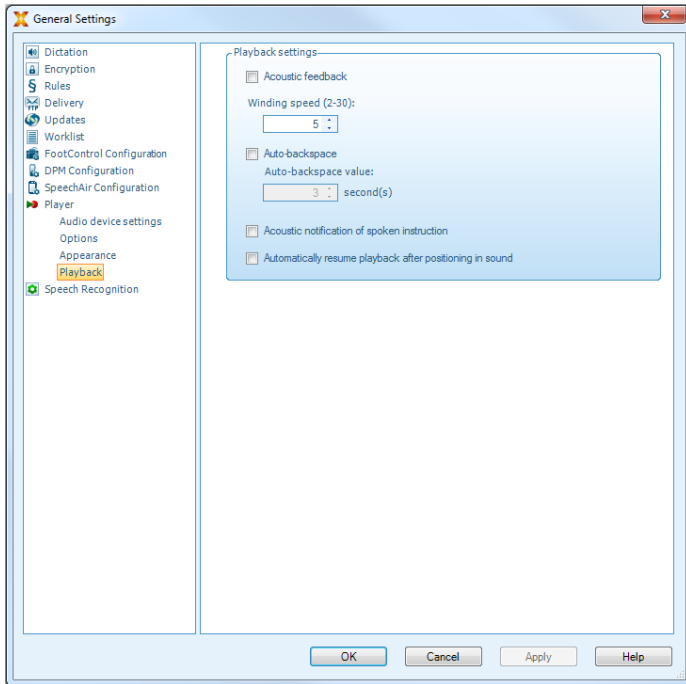 General Settings
Dictation
Encryption
Rules
Delivery
Updates
Worklist
FootControl Configuration
DPM Configuration
SpeechAir Configuration
Player
Audio device settings
Options
Appearance
Playback
Speech Recognition
Playback settings
Acoustic feedback
Winding speed (2-30):
5
Auto-backspace
Auto-backspace value:
3 second(s)
Acoustic notification of spoken instruction
Automatically resume playback after positioning in sound
OK Cancel Apply Help